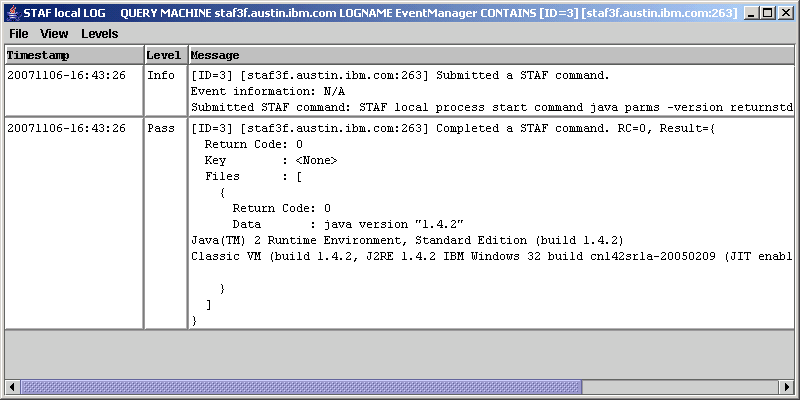 STAF local LOG QUERY MACHINE staf3f.austin.ibm.com LOGNAME EventManager CONTAINS [ID=3] [staf3f.austin.ibm.com:263]
File View Levels
Timestamp Level Message
20071106-16:43:26 Info [ID=3] [staf3f.austin.ibm.com:263] Submitted a STAF command.
Event information: N/A
Submitted STAF command: STAF local process start command java parms -version returnstd
20071106-16:43:26 Pass [ID=3] [staf3f.austin.ibm.com:263] Completed a STAF command. RC=0, Result={
Return Code: 0
Key : <None>
Files : [
{
Return Code: 0
Data : java version "1.4.2"
Java(TM) 2 Runtime Environment, Standard Edition (build 1.4.2)
Classic VM (build 1.4.2, J2RE 1.4.2 IBM Windows 32 build cn142srla-20050209 (JIT enabl
}
]
}